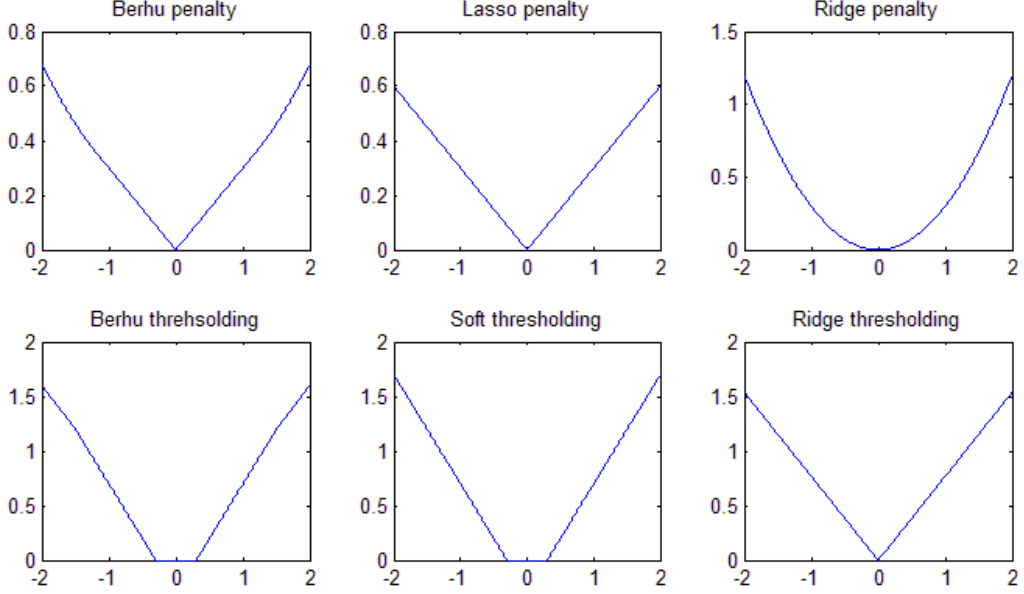 Berhu penalty
0.8
0.6
0.4
0.2
0
-2 -1 0 1 2
Lasso penalty
0.8
0.6
0.4
0.2
0
-2 -1 0 1 2
Ridge penalty
1.5
1
0.5
0
-2 -1 0 1 2
Berhu threhsolding
2
1.5
1
0.5
0
-2 -1 0 1 2
Soft thresholding
2
1.5
1
0.5
0
-2 -1 0 1 2
Ridge thresholding
2
1.5
1
0.5
0
-2 -1 0 1 2